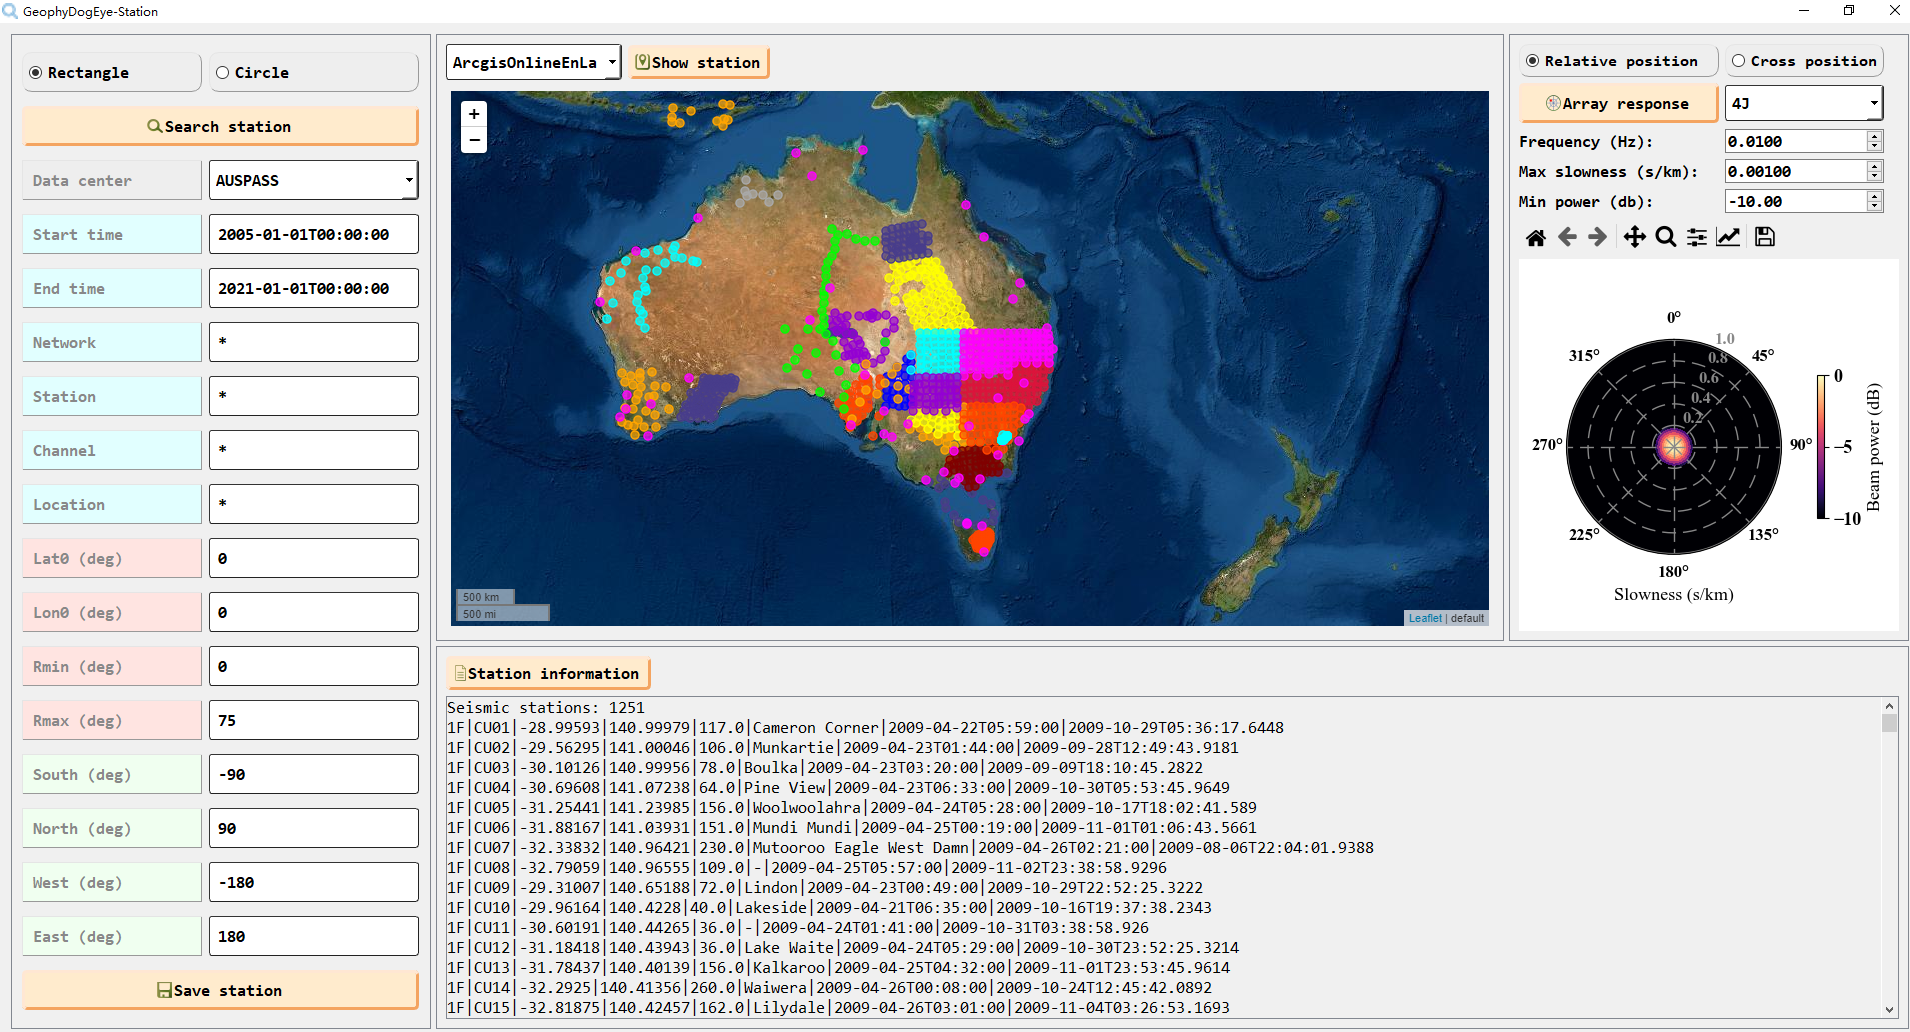 GeophyDogEye-Station
Rectangle
Circle
Search station
Data center
AUSPASS
Start time
2005-01-01T00:00:00
End time
2021-01-01T00:00:00
Network
*
Station
*
Channel
*
Location
*
Lat0 (deg)
0
Lon0 (deg)
0
Rmin (deg)
0
Rmax (deg)
75
South (deg)
-90
North (deg)
90
West (deg)
-180
East (deg)
180
Save station
ArcgisOnlineEnLa
Show station
+
−
500 km
500 mi
Leaflet | default
Relative position
Cross position
Array response
4J
Frequency (Hz):
0.0100
Max slowness (s/km):
0.00100
Min power (db):
-10.00
0°
1.0
315°
0.8
45°
0.6
0.4
0.2
270°
90°
225°
135°
180°
Slowness (s/km)
0
−5
−10
Beam power (dB)
Station information
Seismic stations: 1251
1F|CU01|-28.99593|140.99979|117.0|Cameron Corner|2009-04-22T05:59:00|2009-10-29T05:36:17.6448
1F|CU02|-29.56295|141.00046|106.0|Munkartie|2009-04-23T01:44:00|2009-09-28T12:49:43.9181
1F|CU03|-30.10126|140.99956|78.0|Boulka|2009-04-23T03:20:00|2009-09-09T18:10:45.2822
1F|CU04|-30.69608|141.07238|64.0|Pine View|2009-04-23T06:33:00|2009-10-30T05:53:45.9649
1F|CU05|-31.25441|141.23985|156.0|Woolwoolahra|2009-04-24T05:28:00|2009-10-17T18:02:41.589
1F|CU06|-31.88167|141.03931|151.0|Mundi Mundi|2009-04-25T00:19:00|2009-11-01T01:06:43.5661
1F|CU07|-32.33832|140.96421|230.0|Mutooroo Eagle West Damn|2009-04-26T02:21:00|2009-08-06T22:04:01.9388
1F|CU08|-32.79059|140.96555|109.0|-|2009-04-25T05:57:00|2009-11-02T23:38:58.9296
1F|CU09|-29.31007|140.65188|72.0|Lindon|2009-04-23T00:49:00|2009-10-29T22:52:25.3222
1F|CU10|-29.96164|140.4228|40.0|Lakeside|2009-04-21T06:35:00|2009-10-16T19:37:38.2343
1F|CU11|-30.60191|140.44265|36.0|-|2009-04-24T01:41:00|2009-10-31T03:38:58.926
1F|CU12|-31.18418|140.43943|36.0|Lake Waite|2009-04-24T05:29:00|2009-10-30T23:52:25.3214
1F|CU13|-31.78437|140.40139|156.0|Kalkaroo|2009-04-25T04:32:00|2009-11-01T23:53:45.9614
1F|CU14|-32.2925|140.41356|260.0|Waiwera|2009-04-26T00:08:00|2009-10-24T12:45:42.0892
1F|CU15|-32.81875|140.42457|162.0|Lilydale|2009-04-26T03:01:00|2009-11-04T03:26:53.1693